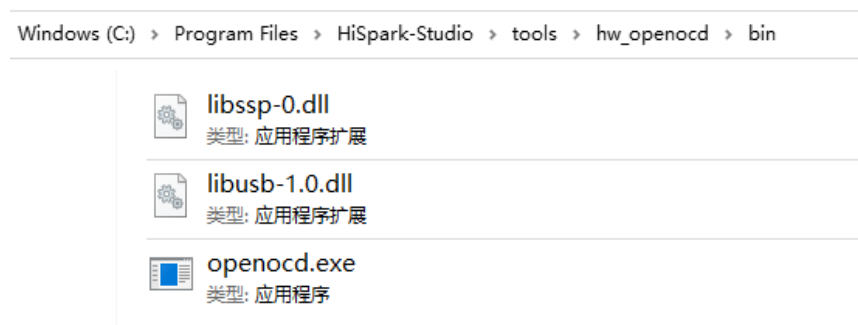 Windows (C:) › Program Files › HiSpark-Studio › tools › hw_openocd › bin
libssp-0.dll
类型: 应用程序扩展
libusb-1.0.dll
类型: 应用程序扩展
openocd.exe
类型: 应用程序